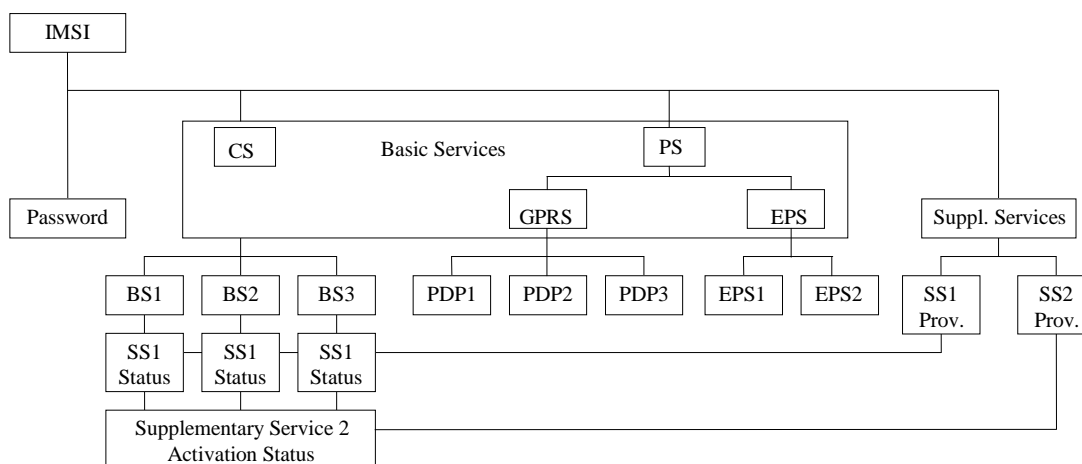 IMSI
CS
Basic Services
PS
Password
GPRS
EPS
Suppl. Services
BS1
BS2
BS3
PDP1
PDP2
PDP3
EPS1
EPS2
SS1
Prov.
SS2
Prov.
SS1
Status
SS1
Status
SS1
Status
Supplementary Service 2
Activation Status